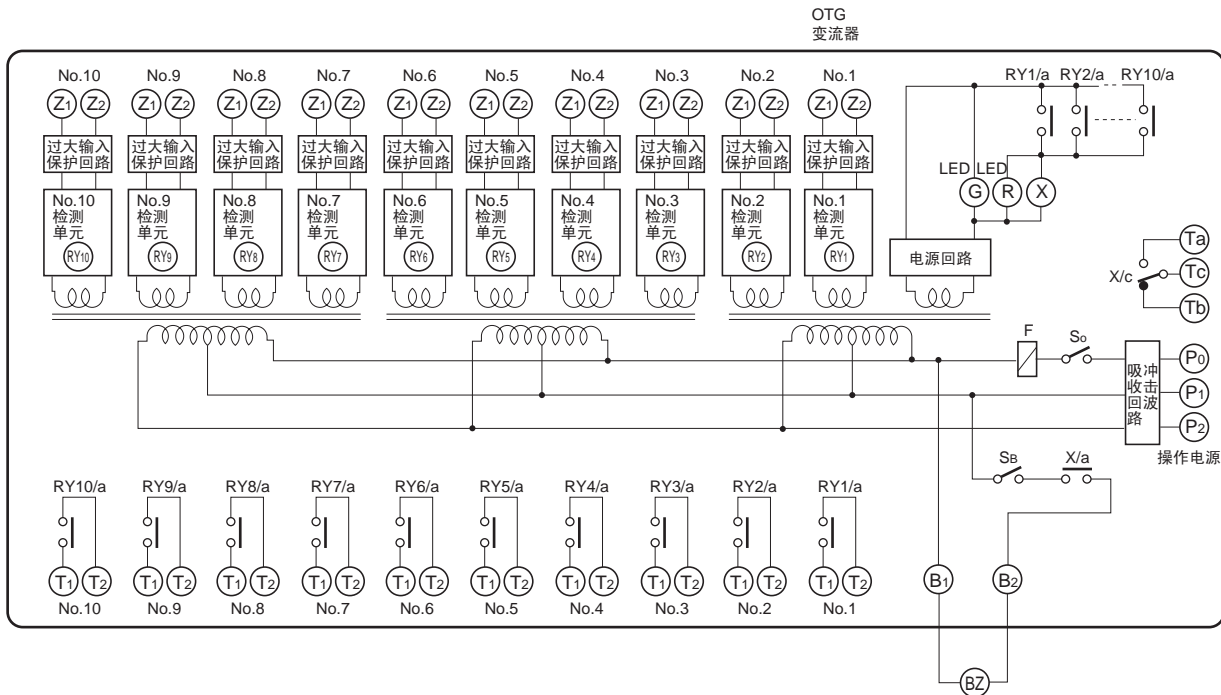 OTG
变流器
No.10 No.9 No.8 No.7 No.6 No.5 No.4 No.3 No.2 No.1
RY1/a RY2/a RY10/a
Z1 Z2 Z1 Z2 Z1 Z2 Z1 Z2 Z1 Z2 Z1 Z2 Z1 Z2 Z1 Z2 Z1 Z2 Z1 Z2
过大输入 过大输入 过大输入 过大输入 过大输入 过大输入 过大输入 过大输入 过大输入 过大输入
保护回路 保护回路 保护回路 保护回路 保护回路 保护回路 保护回路 保护回路 保护回路 保护回路
LED LED
G R X
No.10 No.9 No.8 No.7 No.6 No.5 No.4 No.3 No.2 No.1
检测 检测 检测 检测 检测 检测 检测 检测 检测 检测
单元 单元 单元 单元 单元 单元 单元 单元 单元 单元
RY10 RY9 RY8 RY7 RY6 RY5 RY4 RY3 RY2 RY1
电源回路
Ta
X/c Tc
Tb
F So
冲击波
吸收回路
P0
P1
P2
操作电源
SB X/a
RY10/a RY9/a RY8/a RY7/a RY6/a RY5/a RY4/a RY3/a RY2/a RY1/a
T1 T2 T1 T2 T1 T2 T1 T2 T1 T2 T1 T2 T1 T2 T1 T2 T1 T2 T1 T2
B1 B2
No.10 No.9 No.8 No.7 No.6 No.5 No.4 No.3 No.2 No.1
BZ